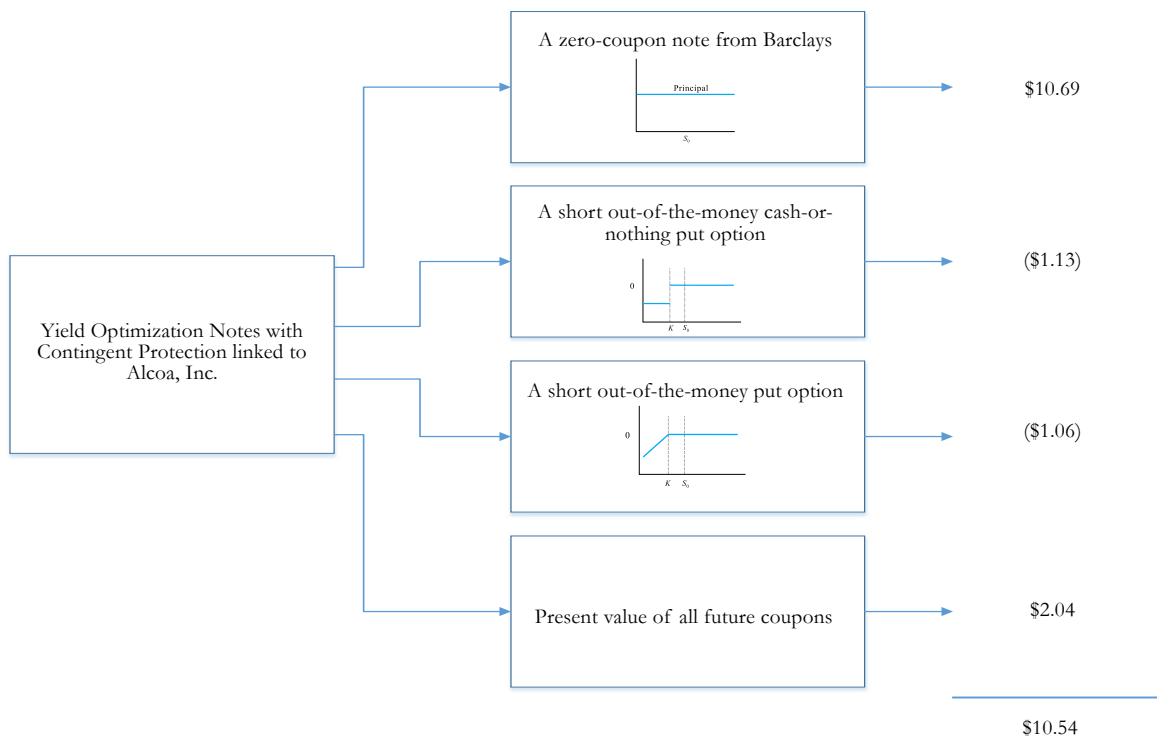 A zero-coupon note from Barclays
Principal
S0
$10.69
A short out-of-the-money cash-or-
nothing put option
0
K S0
($1.13)
Yield Optimization Notes with
Contingent Protection linked to
Alcoa, Inc.
A short out-of-the-money put option
0
K S0
($1.06)
Present value of all future coupons
$2.04
$10.54